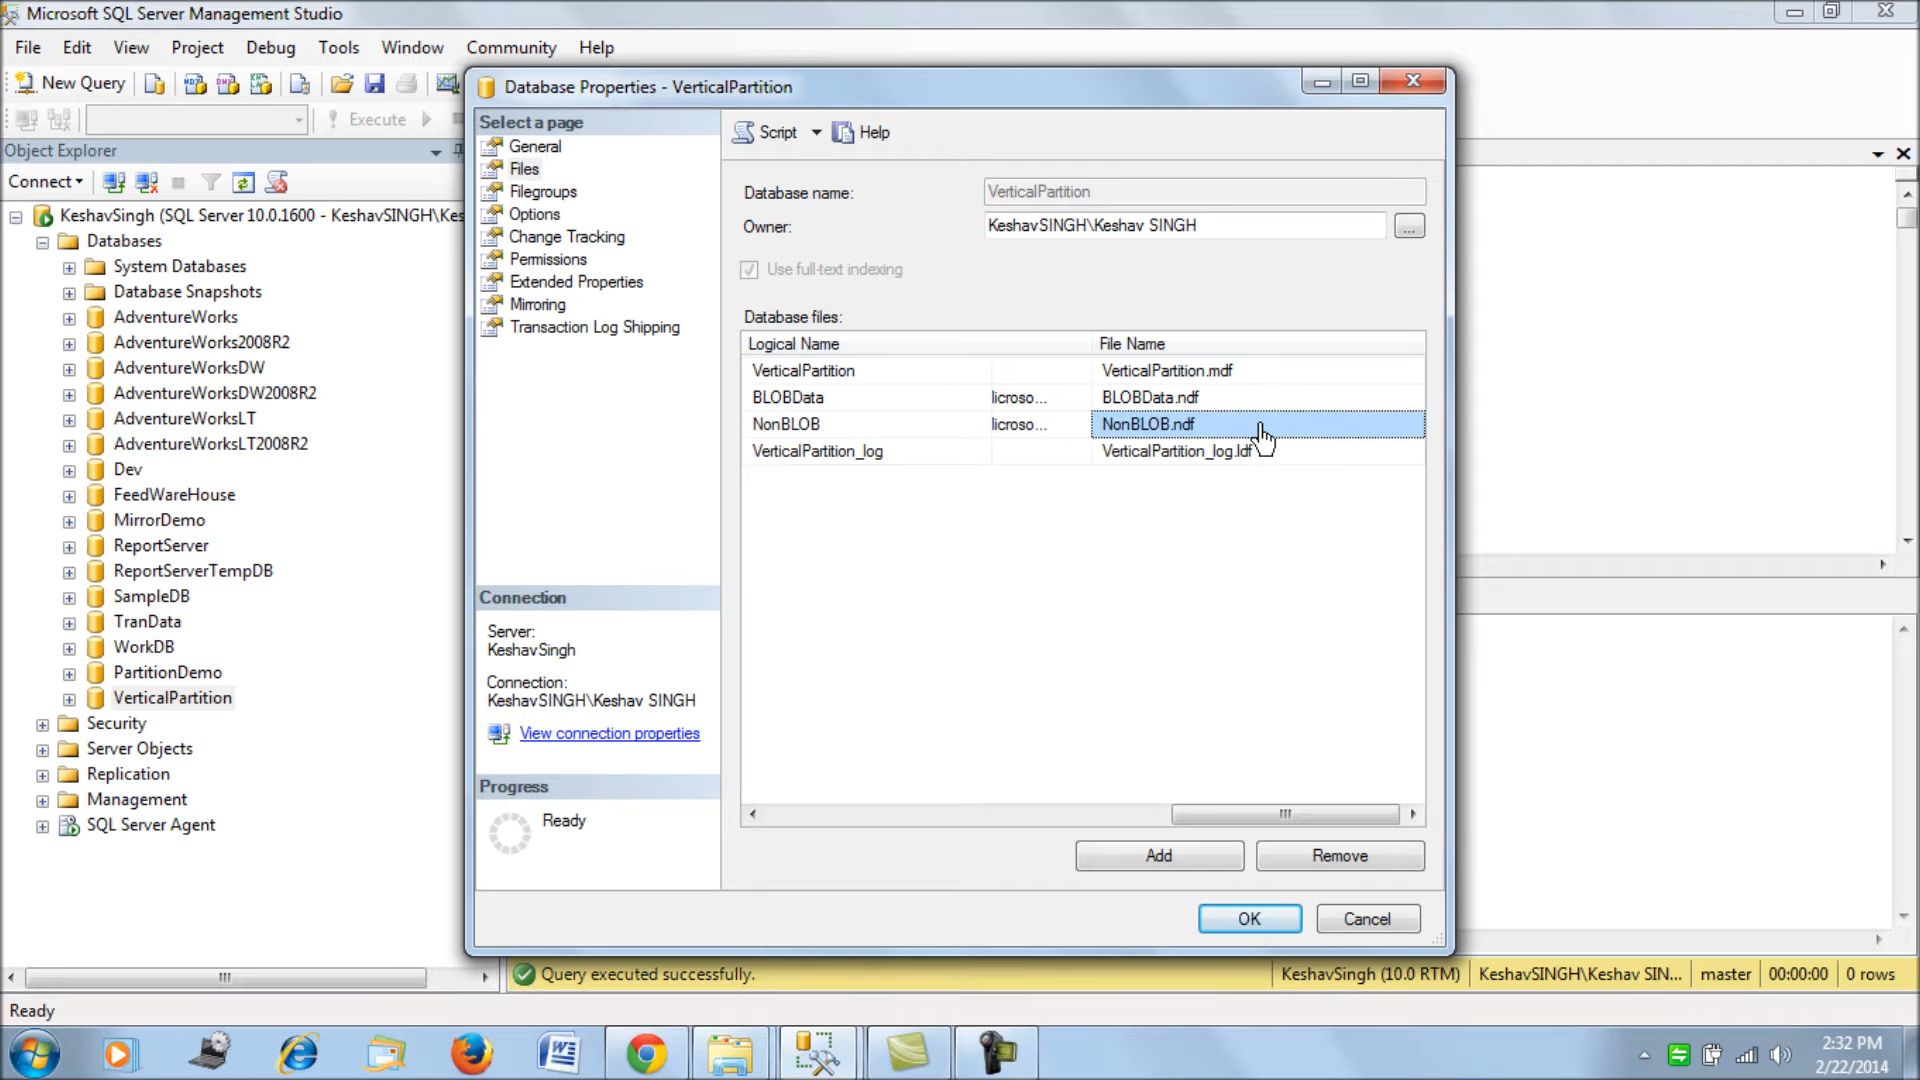 Microsoft SQL Server Management Studio
File Edit View Project Debug Tools Window Community Help
New Query
Execute
Object Explorer
Connect
KeshavSingh (SQL Server 10.0.1600 - KeshavSINGH\Kes
Databases
System Databases
Database Snapshots
AdventureWorks
AdventureWorks2008R2
AdventureWorksDW
AdventureWorksDW2008R2
AdventureWorksLT
AdventureWorksLT2008R2
Dev
FeedWareHouse
MirrorDemo
ReportServer
ReportServerTempDB
SampleDB
TranData
WorkDB
PartitionDemo
VerticalPartition
Security
Server Objects
Replication
Management
SQL Server Agent
Database Properties - VerticalPartition
Select a page
General
Files
Filegroups
Options
Change Tracking
Permissions
Extended Properties
Mirroring
Transaction Log Shipping
Connection
Server:
KeshavSingh
Connection:
KeshavSINGH\Keshav SINGH
View connection properties
Progress
Ready
Script Help
Database name: VerticalPartition
Owner: KeshavSINGH\Keshav SINGH ...
Use full-text indexing
Database files:
Logical Name File Name
VerticalPartition VerticalPartition.mdf
BLOBData licroso... BLOBData.ndf
NonBLOB licroso... NonBLOB.ndf
VerticalPartition_log VerticalPartition_log.ldf
Add Remove
OK Cancel
Query executed successfully. KeshavSingh (10.0 RTM) KeshavSINGH\Keshav SIN... master 00:00:00 0 rows
Ready
2:32 PM
2/22/2014